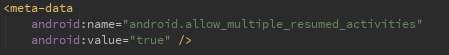 <meta-data
android:name="android.allow_multiple_resumed_activities"
android:value="true" />